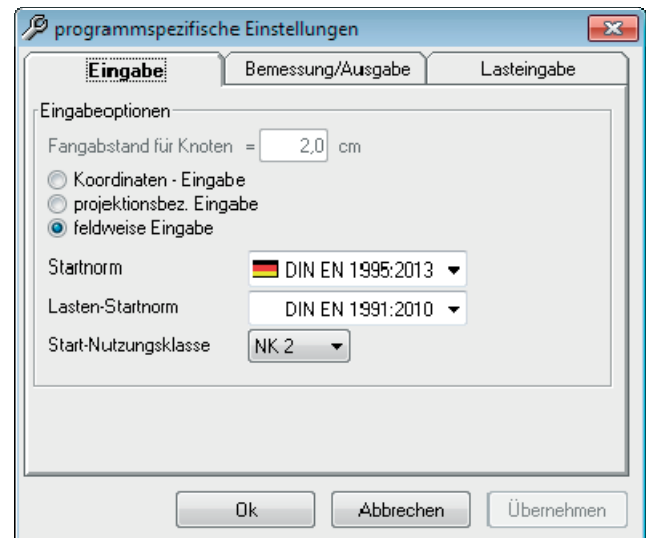 programmspezifische Einstellungen
Eingabe Bemessung/Ausgabe Lasteingabe
Eingabeoptionen
Fangabstand für Knoten = 2,0 cm
Koordinaten - Eingabe
projektionsbez. Eingabe
feldweise Eingabe
Startnorm DIN EN 1995:2013
Lasten-Startnorm DIN EN 1991:2010
Start-Nutzungsklasse NK 2
Ok Abbrechen Übernehmen